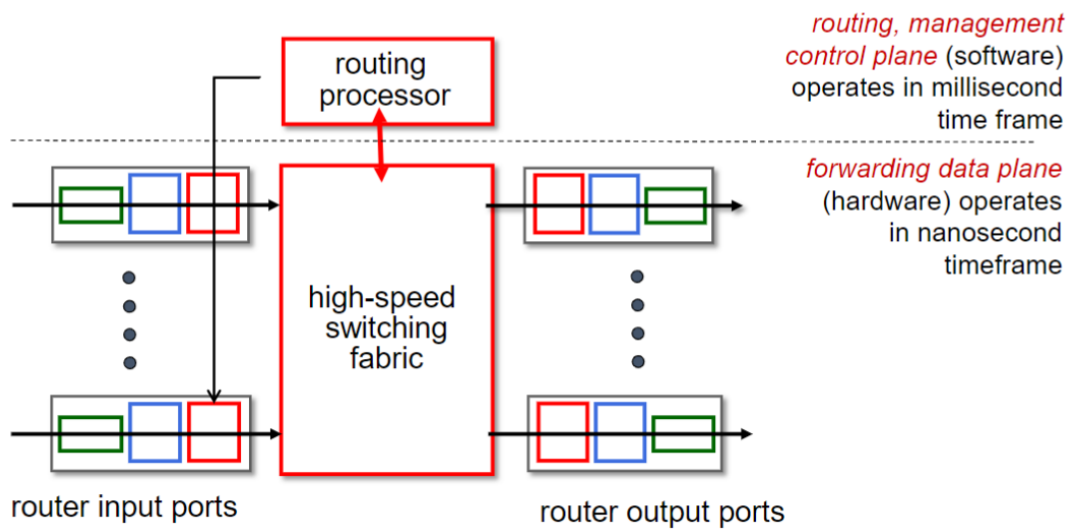 routing, management
control plane (software)
operates in millisecond
time frame
routing
processor
forwarding data plane
(hardware) operates
in nanosecond
timeframe
high-speed
switching
fabric
router input ports
router output ports